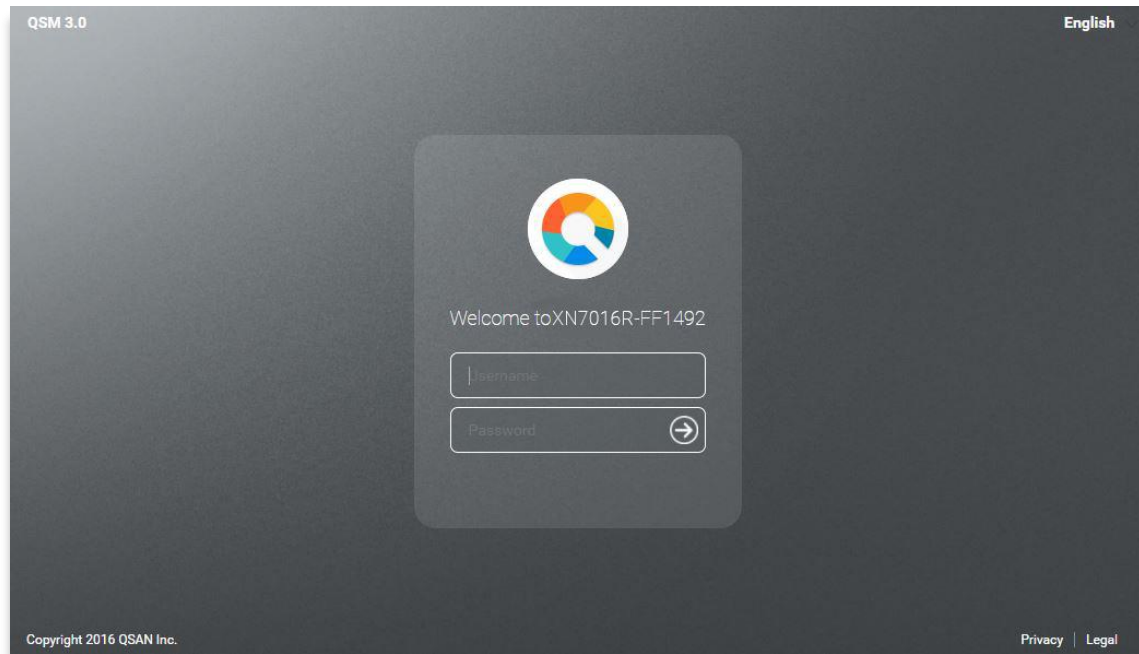 QSM 3.0
English
Welcome toXN7016R-FF1492
Username
Password
Copyright 2016 QSAN Inc.
Privacy | Legal